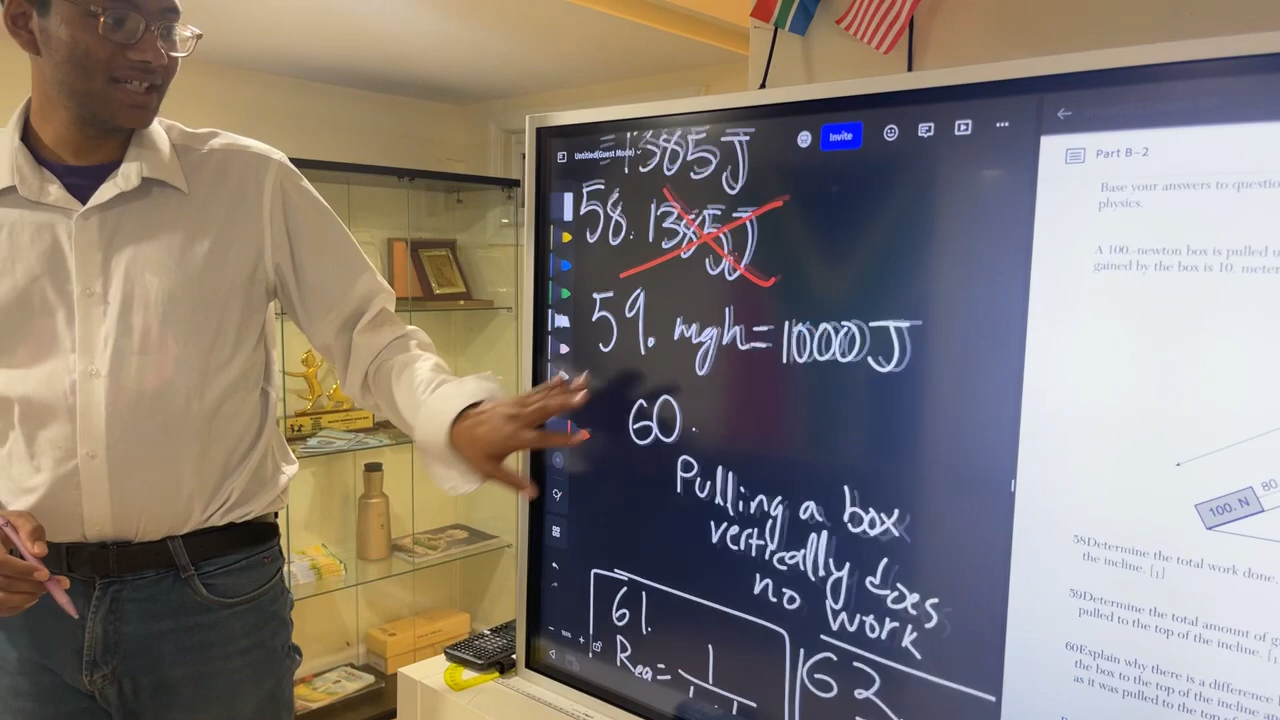 Untitled(Guest Mode)
Invite
=1385J
58. 1385J
59. mgh=1000J
60.
Pulling a box
vertically does
no work
61.
Req=
1
62
Part B–2
Base your answers to questio
physics.
A 100.-newton box is pulled u
gained by the box is 10. meter
100. N
80
58Determine the total work done
the incline. [1]
59Determine the total amount of g
pulled to the top of the incline. [
60Explain why there is a difference
the box to the top of the incline
as it was pulled to the top of